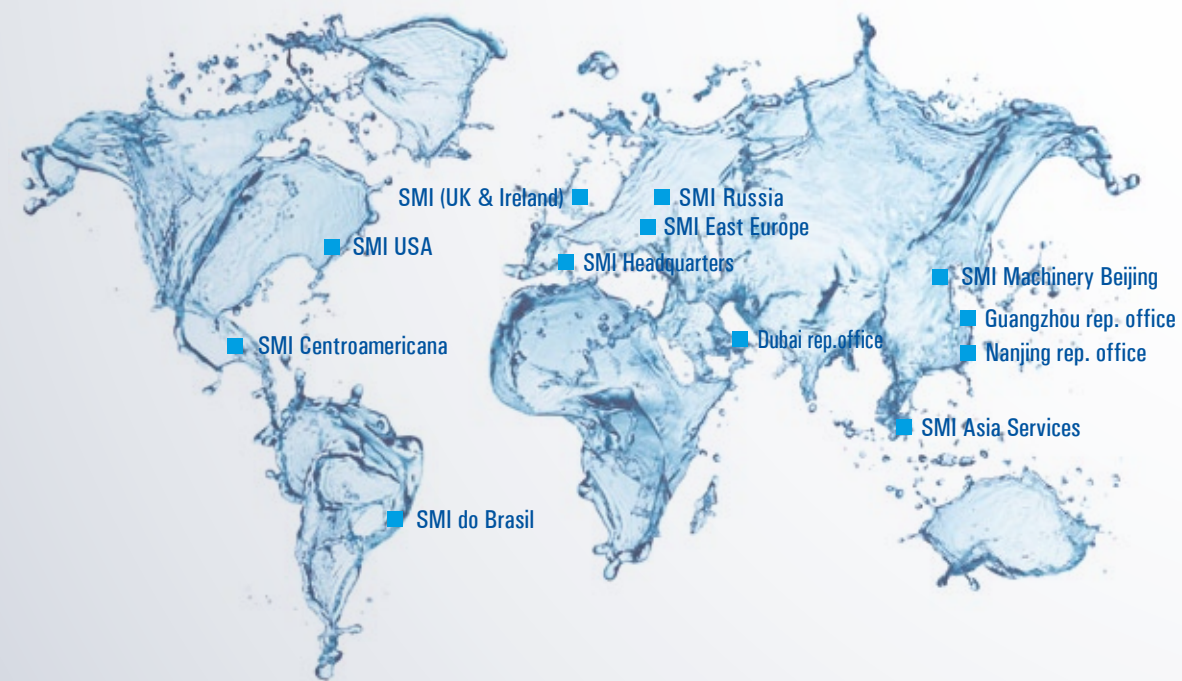 SMI (UK & Ireland)
SMI Russia
SMI East Europe
SMI USA
SMI Headquarters
SMI Machinery Beijing
Guangzhou rep. office
SMI Centroamericana
Dubai rep.office
Nanjing rep. office
SMI Asia Services
SMI do Brasil